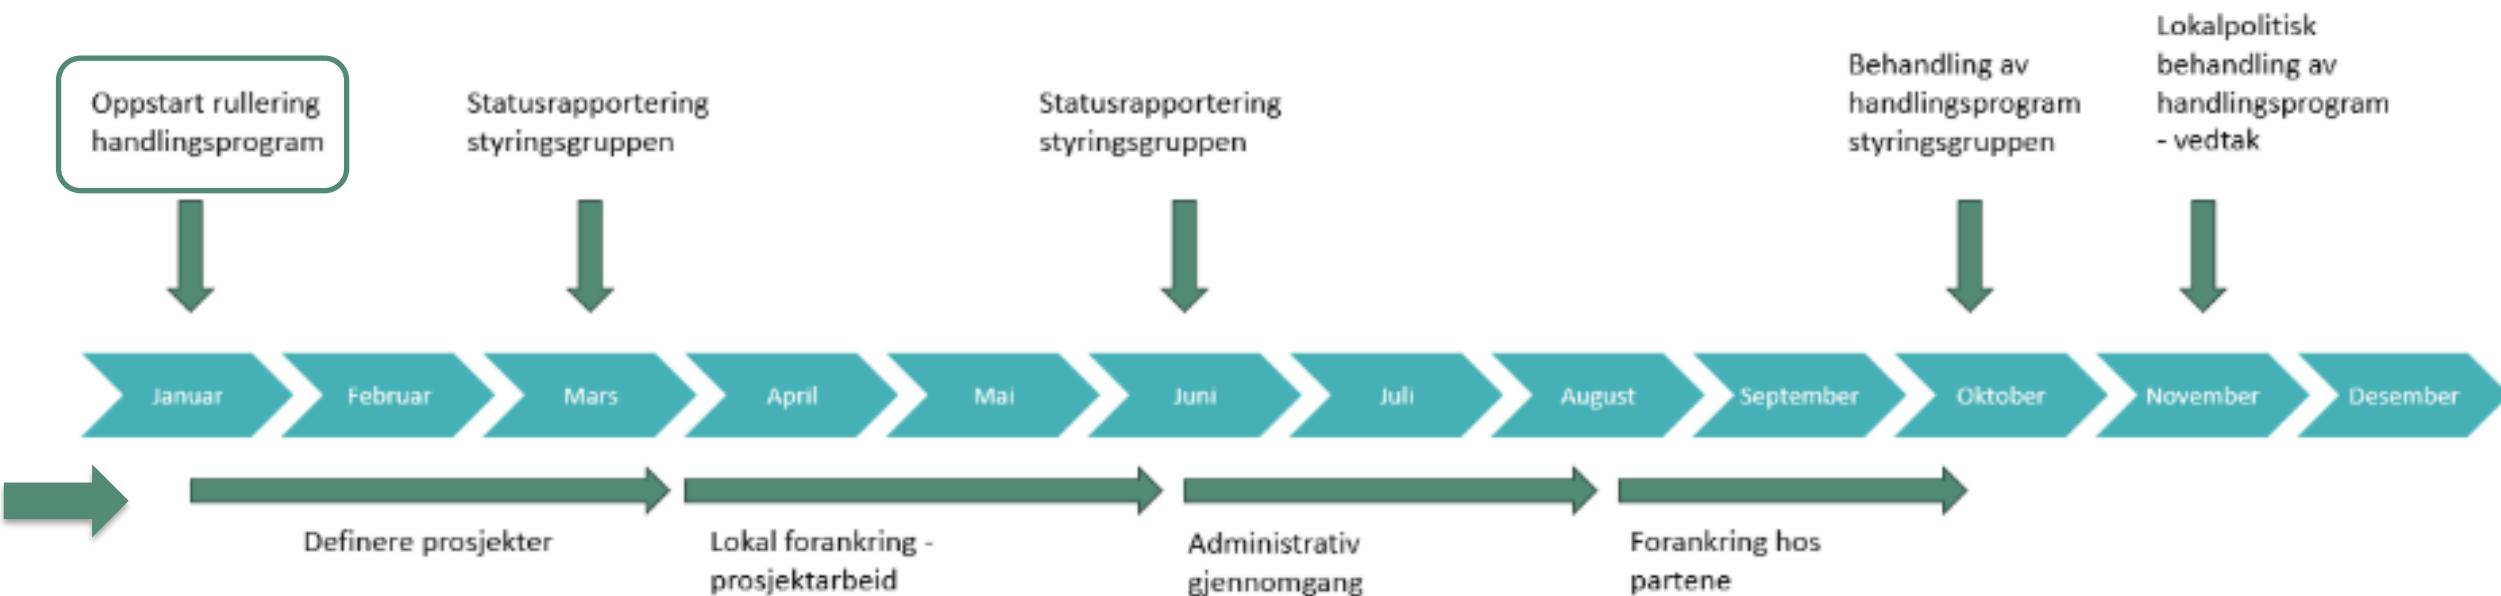 Oppstart rullering
handlingsprogram
Statusrapportering
styringsgruppen
Statusrapportering
styringsgruppen
Behandling av
handlingsprogram
styringsgruppen
Lokalpolitisk
behandling av
handlingsprogram
- vedtak
Januar
Februar
Mars
April
Mai
Juni
Juli
August
September
Oktober
November
Desember
Definere prosjekter
Lokal forankring -
prosjektarbeid
Administrativ
gjennomgang
Forankring hos
partene